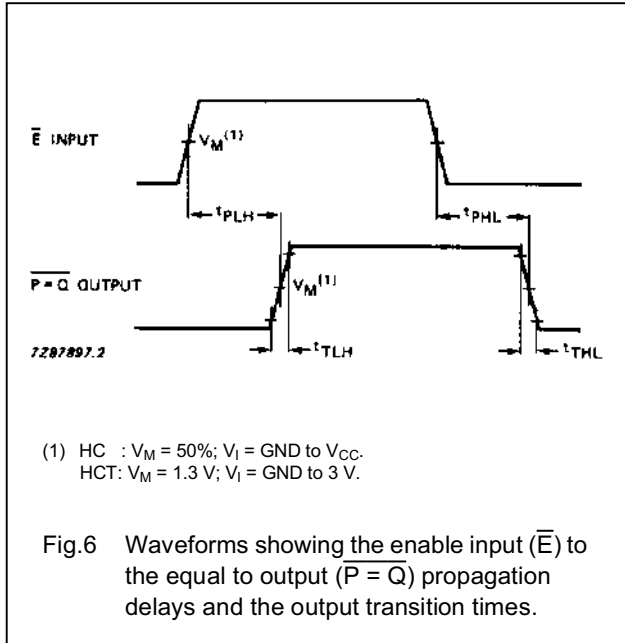 E̅ INPUT
V_M(1)
t_PLH
t_PHL
P̅ ̅=̅ ̅Q̅ OUTPUT
V_M(1)
7Z87897.2
t_TLH
t_THL
(1) HC : V_M = 50%; V_I = GND to V_CC.
HCT: V_M = 1.3 V; V_I = GND to 3 V.
Fig.6 Waveforms showing the enable input (E̅) to
the equal to output (P̅ ̅=̅ ̅Q̅) propagation
delays and the output transition times.